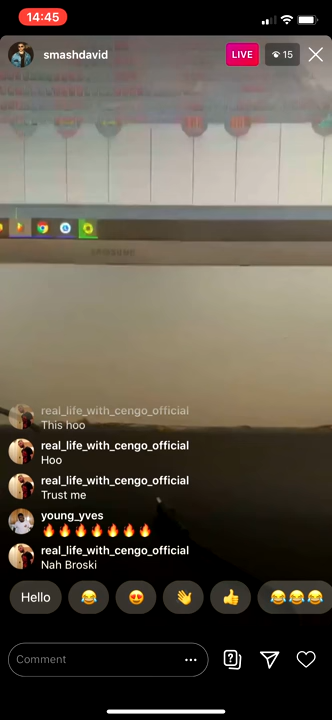 14:45
smashdavid
LIVE
15
SAMSUNG
real_life_with_cengo_official
This hoo
real_life_with_cengo_official
Hoo
real_life_with_cengo_official
Trust me
young_yves
🔥🔥🔥🔥🔥🔥🔥
real_life_with_cengo_official
Nah Broski
Hello 😂 😍 👋 👍 😂😂😂
Comment